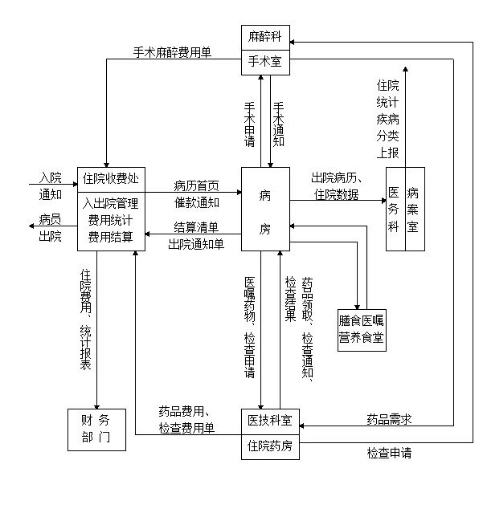 麻醉科
手术室
手术麻醉费用单
手术申请
手术通知
住院
统计
疾病
分类
上报
入院
通知
病员
出院
住院收费处
入出院管理
费用统计
费用结算
病历首页
催款通知
结算清单
出院通知单
病
房
出院病历、
住院数据
医务科
病案室
住院费用、统计报表
医嘱药物、检查申请
检查结果
药品领取、检查通知、
膳食医嘱
营养食堂
财 务
部 门
药品费用、
检查费用单
医技科室
住院药房
药品需求
检查申请